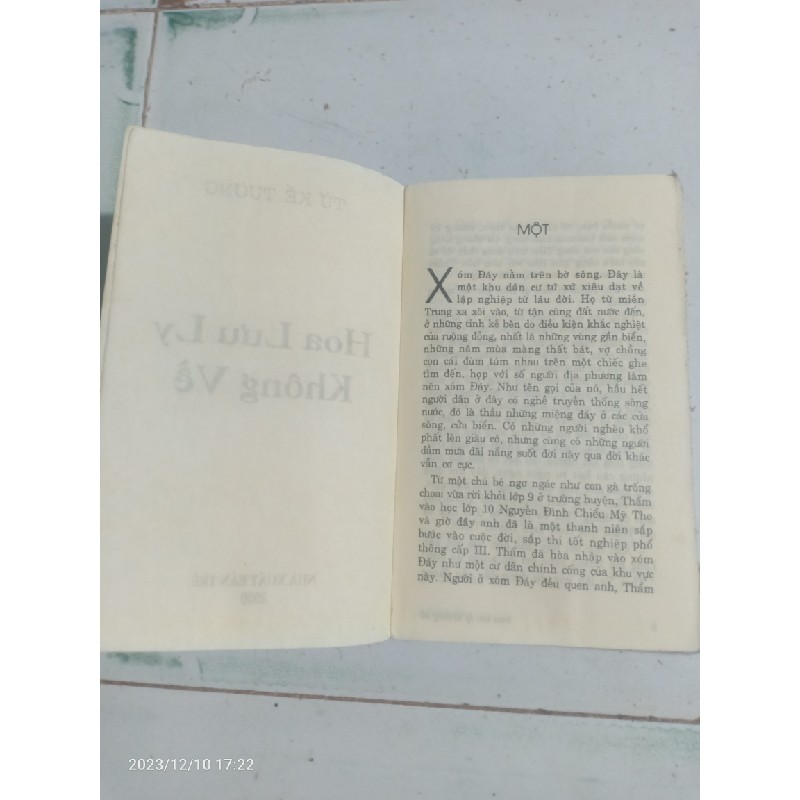 TỪ KẾ TƯỜNG
Hoa Lưu Ly
Không Về
NHÀ XUẤT BẢN TRẺ
2000
MỘT
Xóm Đáy nằm trên bờ sông. Đây là
một khu dân cư tứ xứ xiêu dạt về
lập nghiệp từ lâu đời. Họ từ miền
Trung xa xôi vào, từ tận cùng đất nước đến,
ở những tỉnh kề bên do điều kiện khắc nghiệt
của ruộng đồng, nhất là những vùng gần biển,
những năm mùa màng thất bát, vợ chồng
con cái đùm túm nhau trên một chiếc ghe
tìm đến, hợp với số người địa phương làm
nên xóm Đáy. Như tên gọi của nó, hầu hết
người dân ở đây có nghề truyền thống sông
nước, đó là thầu những miệng đáy ở các cửa
sông, cửa biển. Có những người nghèo khổ
phất lên giàu có, nhưng cũng có những người
dầm mưa dãi nắng suốt đời này qua đời khác
vẫn cơ cực.
Từ một chú bé ngơ ngác như con gà trống
choai vừa rời khỏi lớp 9 ở trường huyện, Thẩm
vào học lớp 10 Nguyễn Đình Chiểu Mỹ Tho
và giờ đây anh đã là một thanh niên sắp
bước vào cuộc đời, sắp thi tốt nghiệp phổ
thông cấp III. Thẩm đã hòa nhập vào xóm
Đáy như một cư dân chính cống của khu vực
này. Người ở xóm Đáy đều quen anh, Thẩm
2023/12/10 17:22